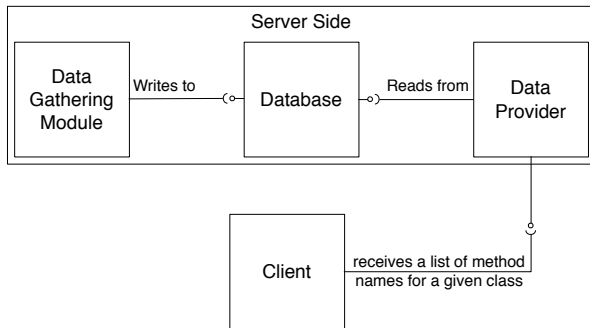 Server Side
Data
Gathering
Module
Writes to
Database
Reads from
Data
Provider
Client
receives a list of method
names for a given class